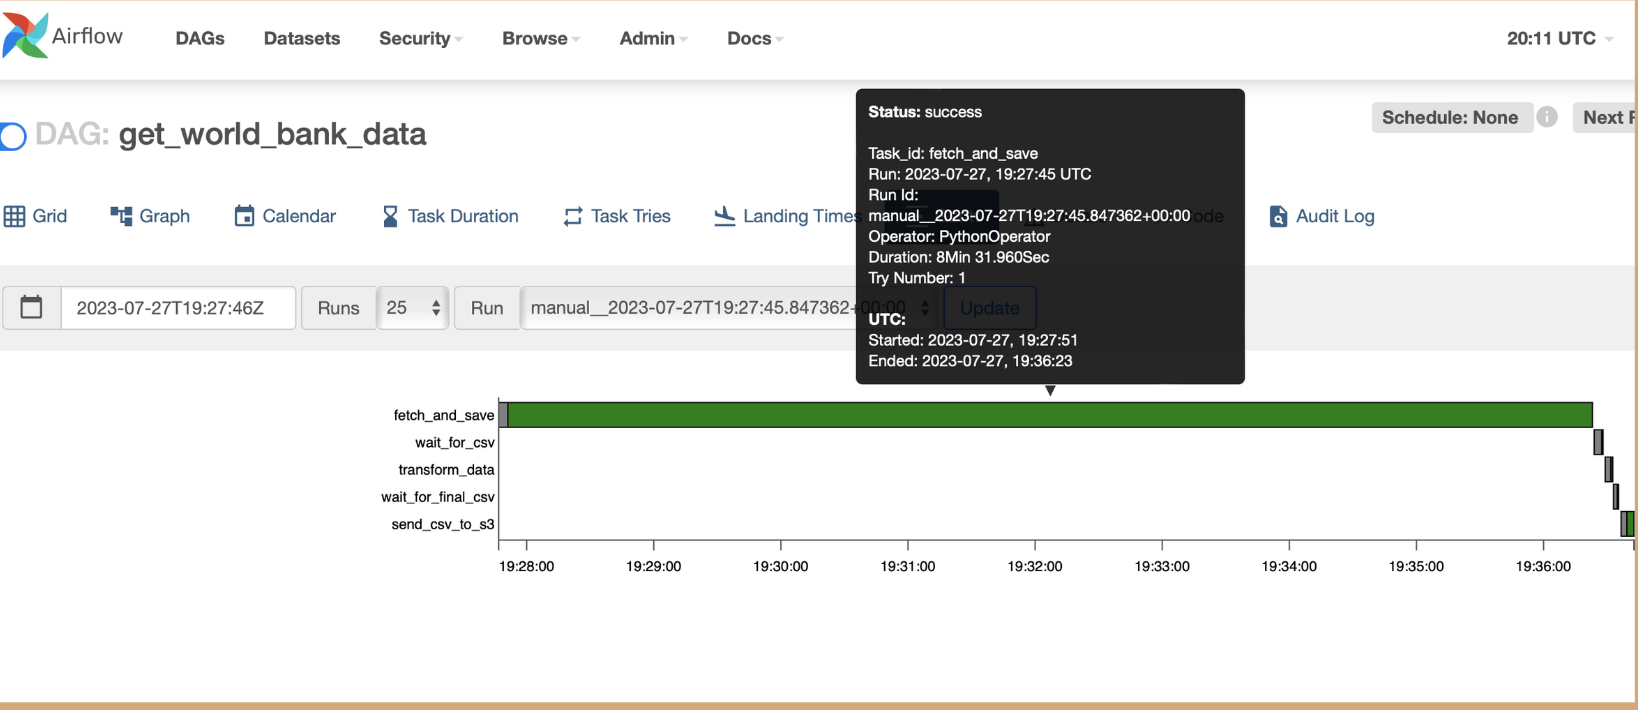 Airflow
DAGs Datasets Security Browse Admin Docs 20:11 UTC
DAG: get_world_bank_data
Schedule: None
Next
Grid Graph Calendar Task Duration Task Tries Landing Times Audit Log
2023-07-27T19:27:46Z Runs 25 Run manual__2023-07-27T19:27:45.847362+00:00 Update
Status: success
Task_id: fetch_and_save
Run: 2023-07-27, 19:27:45 UTC
Run Id:
manual__2023-07-27T19:27:45.847362+00:00
Operator: PythonOperator
Duration: 8Min 31.960Sec
Try Number: 1
UTC:
Started: 2023-07-27, 19:27:51
Ended: 2023-07-27, 19:36:23
fetch_and_save
wait_for_csv
transform_data
wait_for_final_csv
send_csv_to_s3
19:28:00 19:29:00 19:30:00 19:31:00 19:32:00 19:33:00 19:34:00 19:35:00 19:36:00